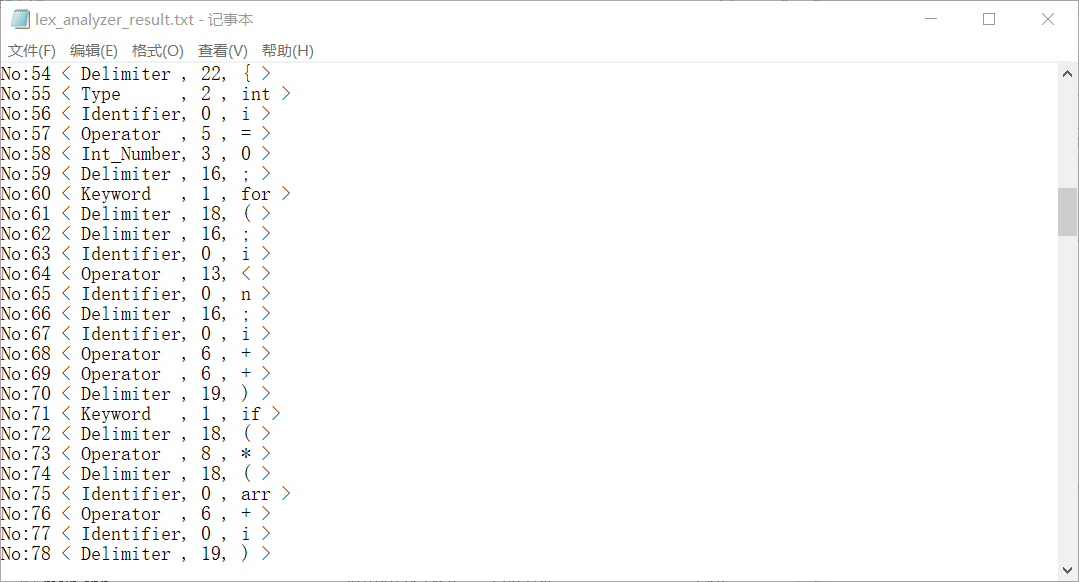 lex_analyzer_result.txt - 记事本
文件(F) 编辑(E) 格式(O) 查看(V) 帮助(H)
No:54 < Delimiter , 22, { >
No:55 < Type      , 2 , int >
No:56 < Identifier, 0 , i >
No:57 < Operator  , 5 , = >
No:58 < Int_Number, 3 , 0 >
No:59 < Delimiter , 16, ; >
No:60 < Keyword   , 1 , for >
No:61 < Delimiter , 18, ( >
No:62 < Delimiter , 16, ; >
No:63 < Identifier, 0 , i >
No:64 < Operator  , 13, < >
No:65 < Identifier, 0 , n >
No:66 < Delimiter , 16, ; >
No:67 < Identifier, 0 , i >
No:68 < Operator  , 6 , + >
No:69 < Operator  , 6 , + >
No:70 < Delimiter , 19, ) >
No:71 < Keyword   , 1 , if >
No:72 < Delimiter , 18, ( >
No:73 < Operator  , 8 , * >
No:74 < Delimiter , 18, ( >
No:75 < Identifier, 0 , arr >
No:76 < Operator  , 6 , + >
No:77 < Identifier, 0 , i >
No:78 < Delimiter , 19, ) >